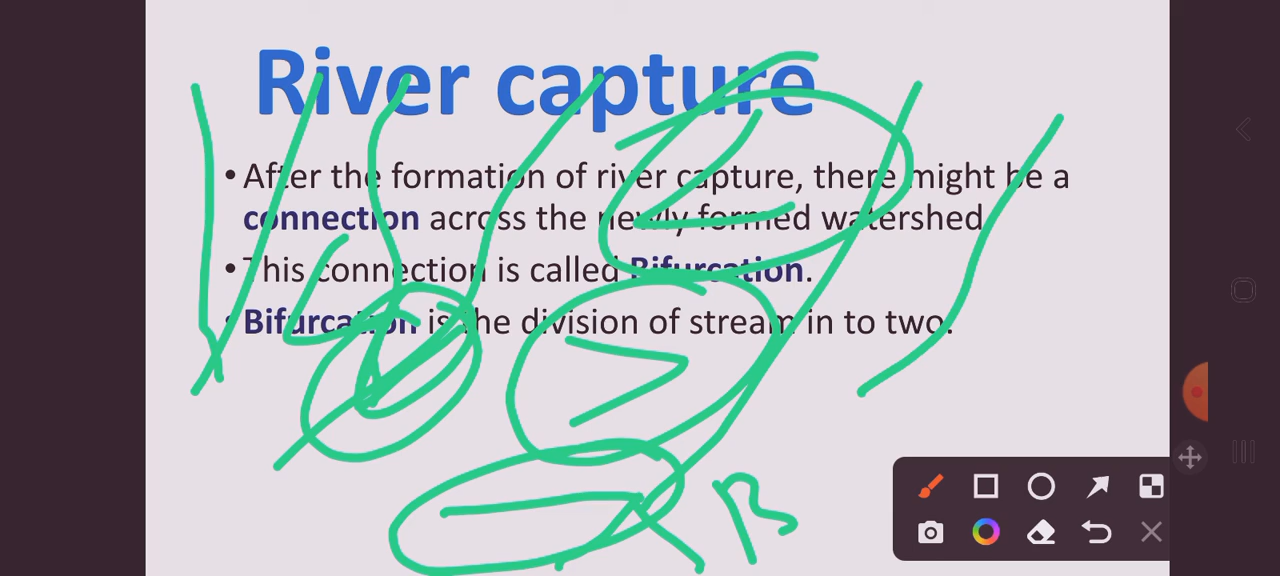 River capture
• After the formation of river capture, there might be a
connection across the newly formed watershed
• This connection is called Bifurcation.
• Bifurcation is the division of stream in to two.
B